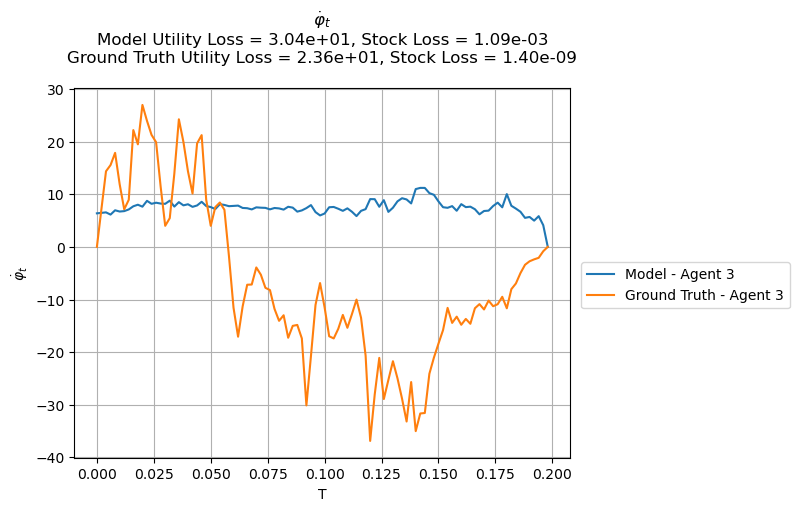 φ̇ₜ
Model Utility Loss = 3.04e+01, Stock Loss = 1.09e-03
Ground Truth Utility Loss = 2.36e+01, Stock Loss = 1.40e-09
30
20
10
0
−10
−20
−30
−40
φ̇ₜ
0.000
0.025
0.050
0.075
0.100
0.125
0.150
0.175
0.200
T
Model - Agent 3
Ground Truth - Agent 3